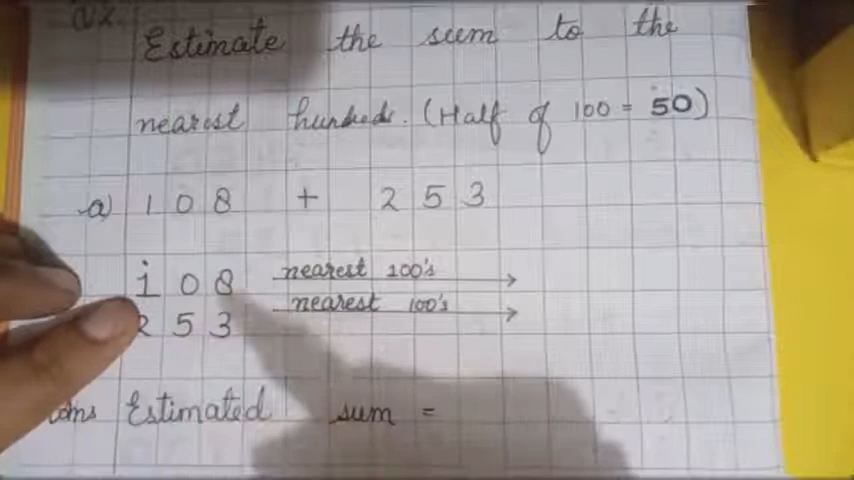 Estimate the sum to the
nearest hundreds. (Half of 100 = 50)
a) 108 + 253
108 nearest 100's
253 nearest 100's
Estimated sum =